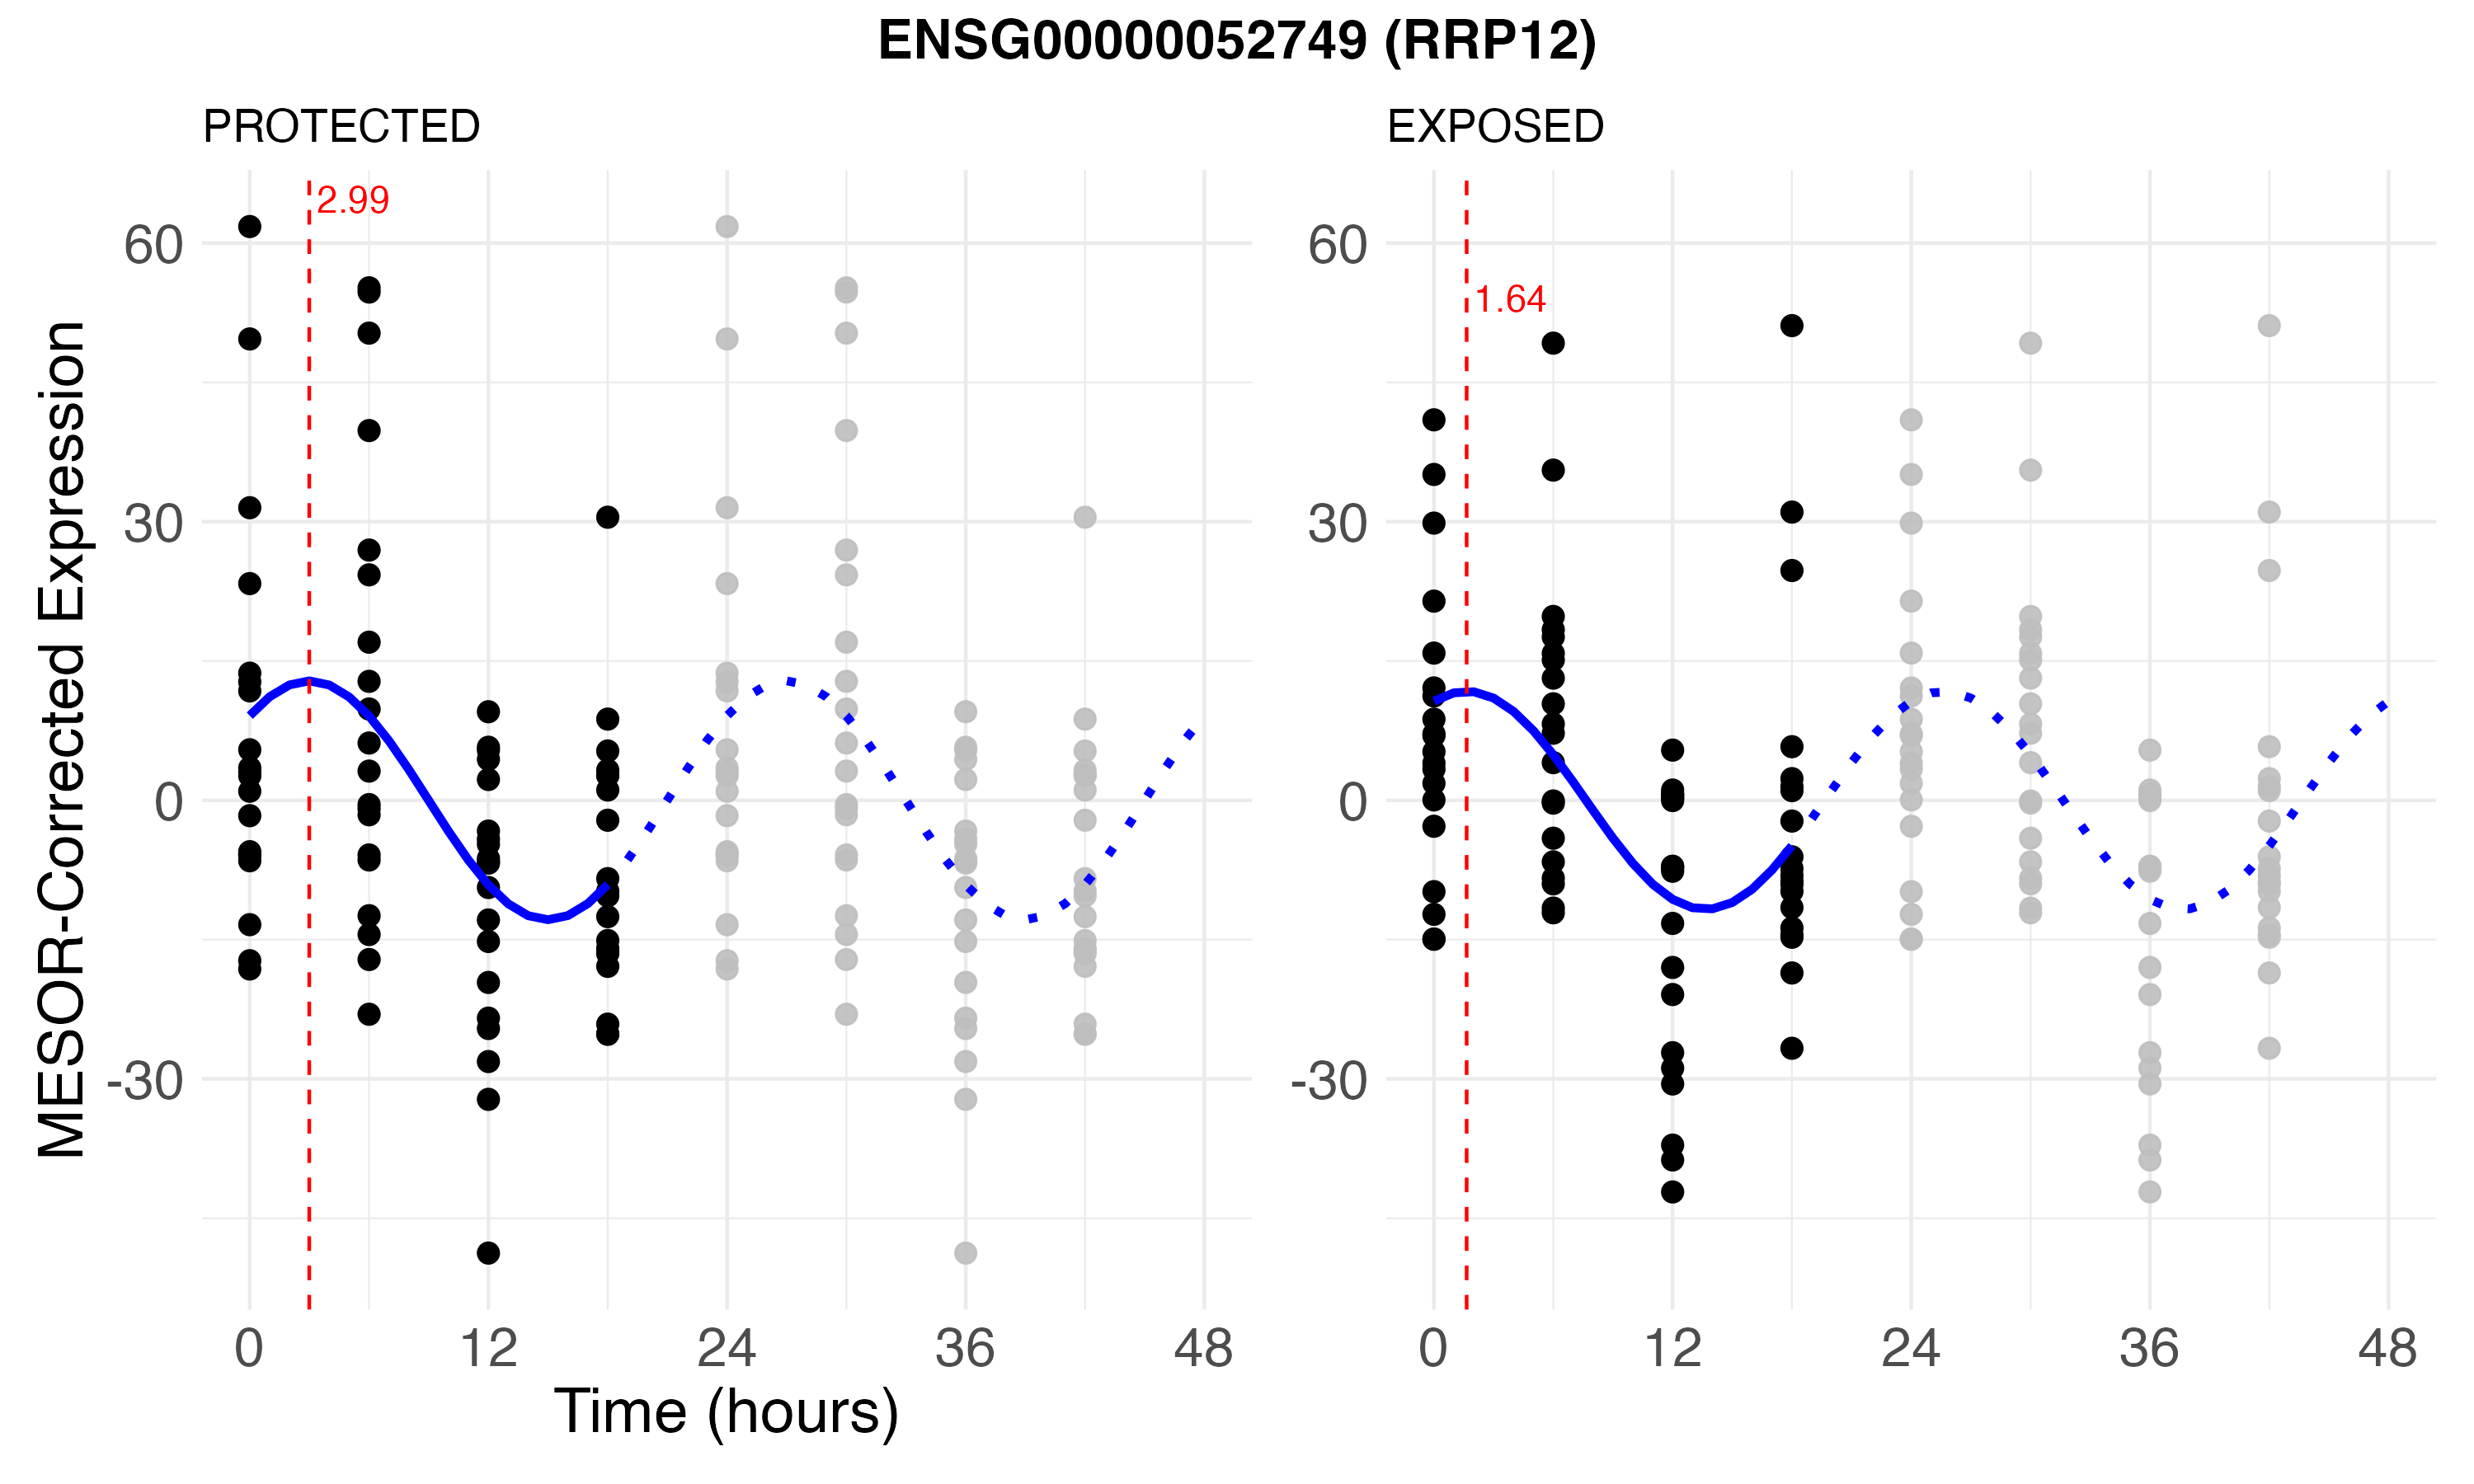 ENSG00000052749 (RRP12)
PROTECTED
EXPOSED
2.99
1.64
MESOR-Corrected Expression
60
30
0
-30
60
30
0
-30
0 12 24 36 48
0 12 24 36 48
Time (hours)